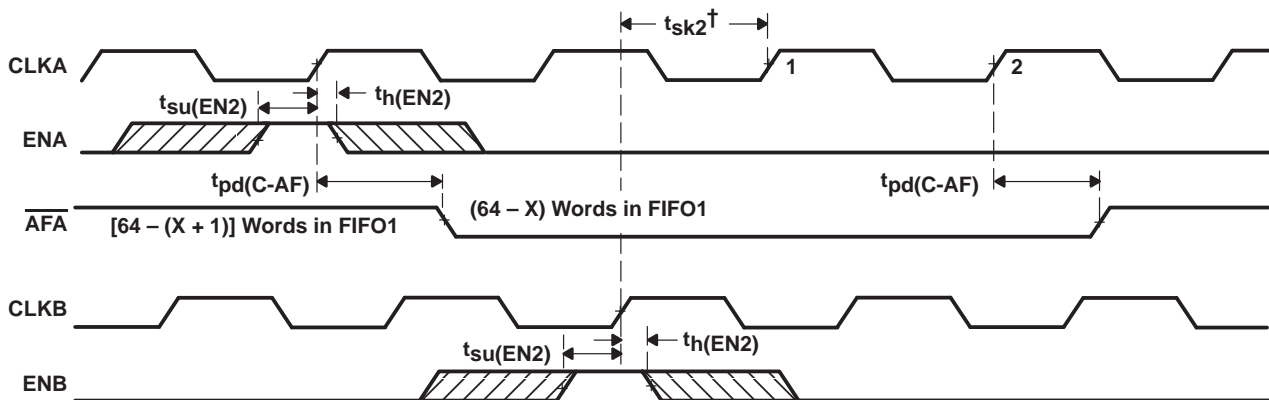 tsk2†
CLKA
1
2
tsu(EN2)
th(EN2)
ENA
tpd(C-AF)
tpd(C-AF)
AFA
[64 – (X + 1)] Words in FIFO1
(64 – X) Words in FIFO1
CLKB
tsu(EN2)
th(EN2)
ENB